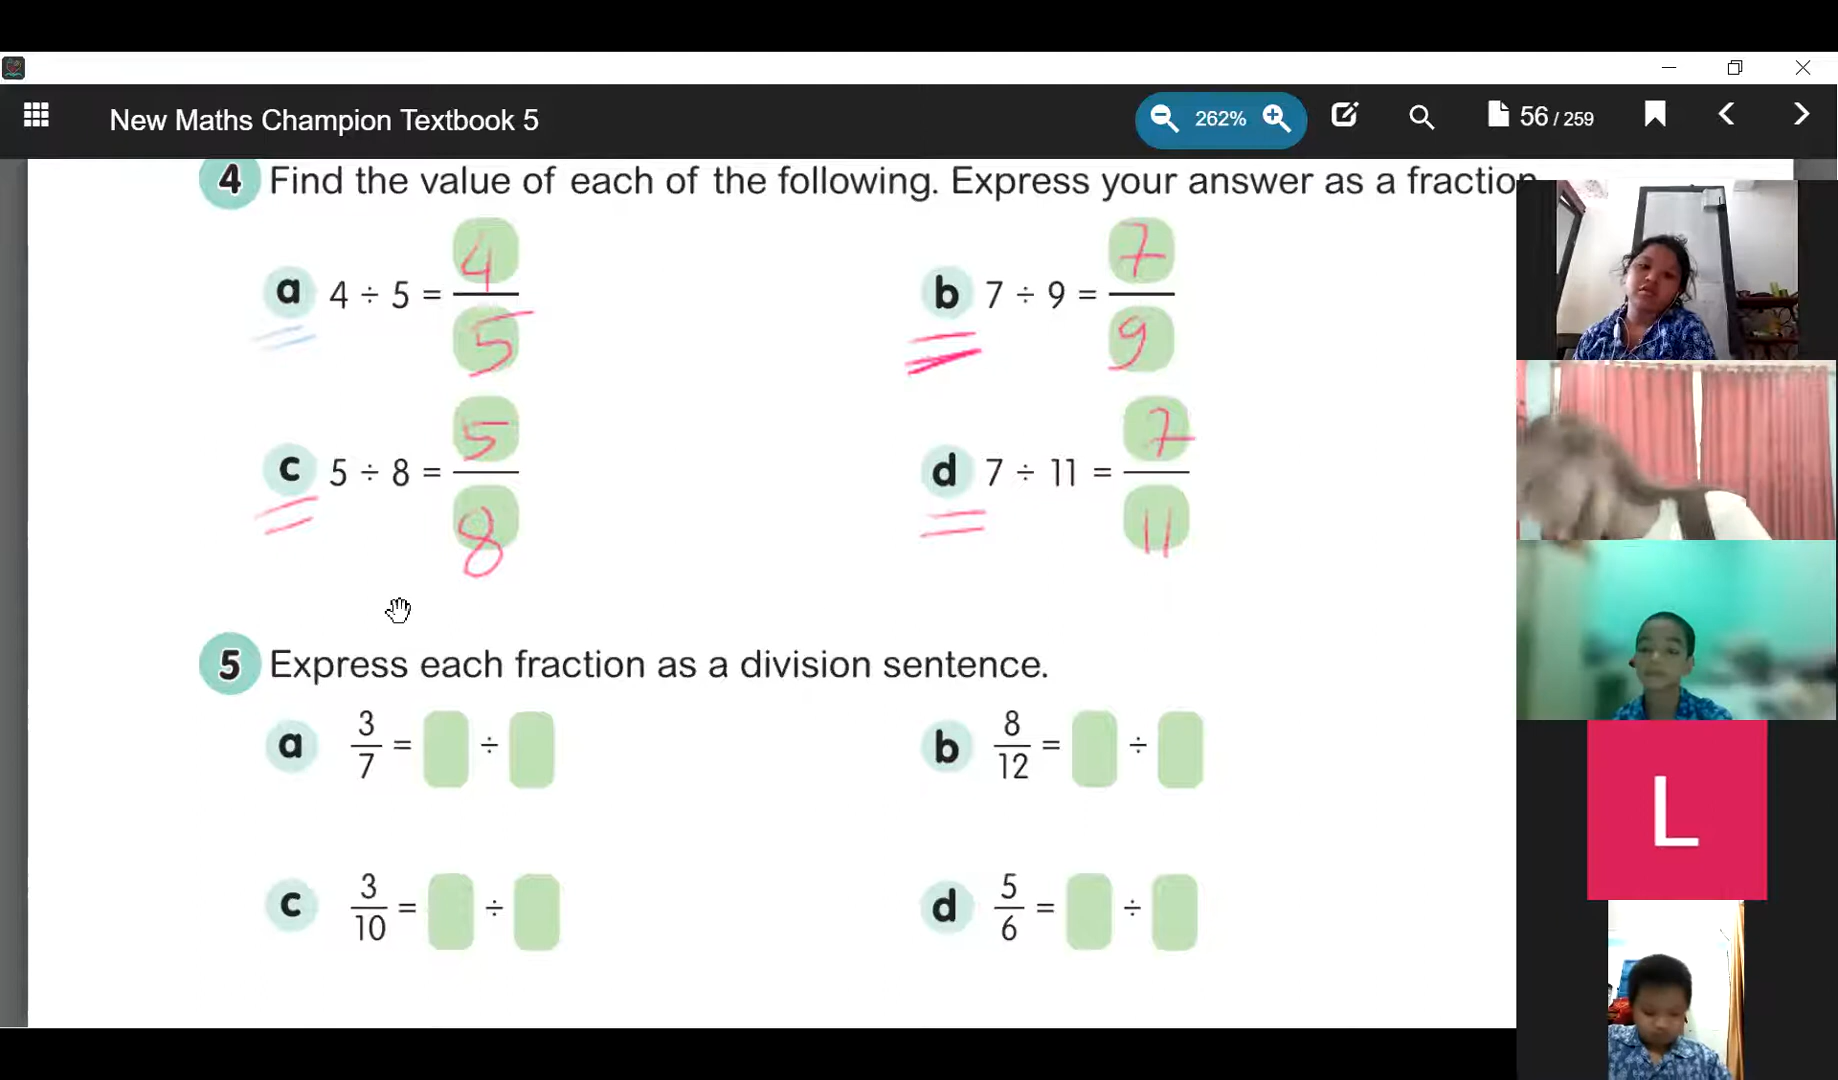 New Maths Champion Textbook 5
262%
56 / 259
4 Find the value of each of the following. Express your answer as a fraction
a 4 ÷ 5 = 4/5
b 7 ÷ 9 = 7/9
c 5 ÷ 8 = 5/8
d 7 ÷ 11 = 7/11
5 Express each fraction as a division sentence.
a 3/7 = ÷
b 8/12 = ÷
c 3/10 = ÷
d 5/6 = ÷
L